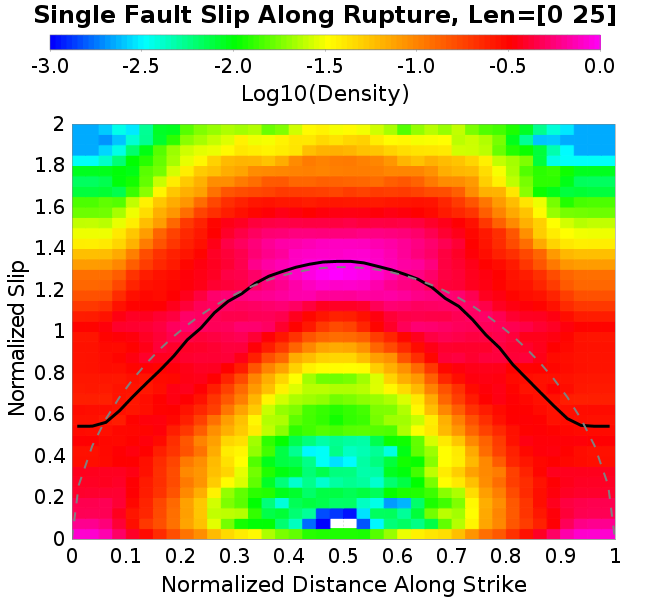 Single Fault Slip Along Rupture, Len=[0 25]
-3.0 -2.5 -2.0 -1.5 -1.0 -0.5 0.0
Log10(Density)
2
1.8
1.6
1.4
1.2
1
0.8
0.6
0.4
0.2
0
Normalized Slip
0 0.1 0.2 0.3 0.4 0.5 0.6 0.7 0.8 0.9 1
Normalized Distance Along Strike